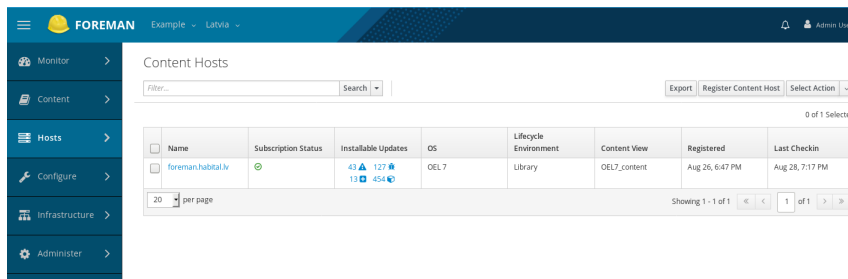 FOREMAN Example Latvia Admin Use
Monitor
Content
Hosts
Configure
Infrastructure
Administer
Content Hosts
Filter... Search Export Register Content Host Select Action
0 of 1 Selecte
Name Subscription Status Installable Updates OS Lifecycle Environment Content View Registered Last Checkin
foreman.habital.lv 43 127 OEL 7 Library OEL7_content Aug 26, 6:47 PM Aug 28, 7:17 PM
13 454
20 per page Showing 1 - 1 of 1 « < 1 of 1 > »